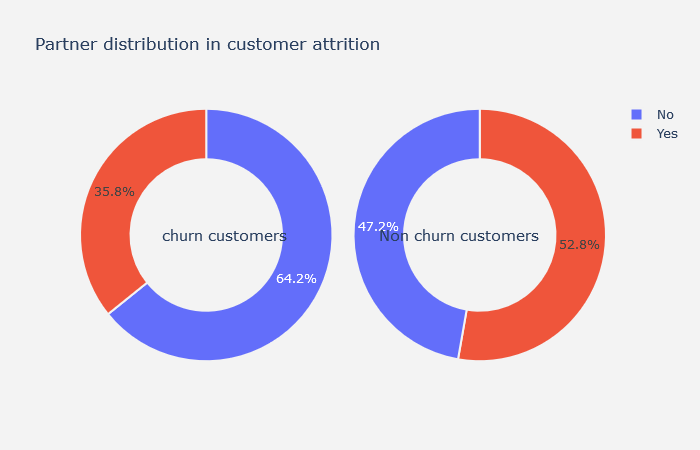 Partner distribution in customer attrition
No
Yes
35.8%
churn customers
64.2%
47.2%
Non churn customers
52.8%